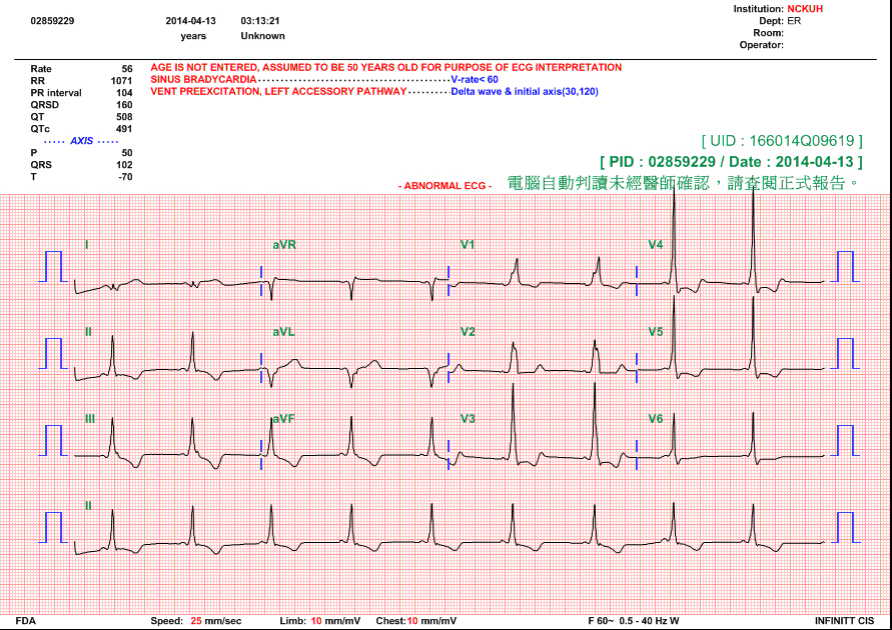 Institution: NCKUH
02859229 2014-04-13 03:13:21 Dept: ER
years Unknown Room:
Operator:
Rate 56 AGE IS NOT ENTERED, ASSUMED TO BE 50 YEARS OLD FOR PURPOSE OF ECG INTERPRETATION
RR 1071 SINUS BRADYCARDIA------------------------------------------V-rate< 60
PR interval 104 VENT PREEXCITATION, LEFT ACCESSORY PATHWAY----------Delta wave & initial axis(30,120)
QRSD 160
QT 508
QTc 491
----- AXIS -----
P 50
QRS 102
T -70
[ UID : 166014Q09619 ]
[ PID : 02859229 / Date : 2014-04-13 ]
- ABNORMAL ECG - 電腦自動判讀未經醫師確認，請查閱正式報告。
I aVR V1 V4
II aVL V2 V5
III aVF V3 V6
II
FDA Speed: 25 mm/sec Limb: 10 mm/mV Chest:10 mm/mV F 60~ 0.5 - 40 Hz W INFINITT CIS